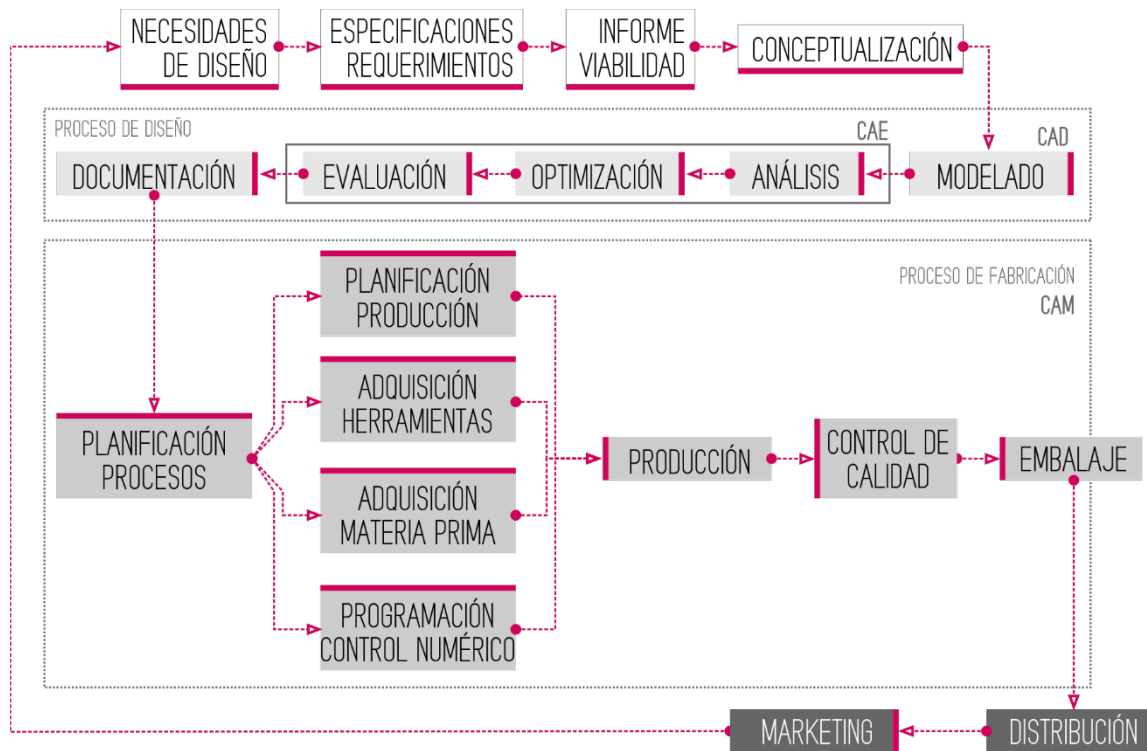 NECESIDADES
DE DISEÑO
ESPECIFICACIONES
REQUERIMIENTOS
INFORME
VIABILIDAD
CONCEPTUALIZACIÓN
PROCESO DE DISEÑO
CAE
CAD
DOCUMENTACIÓN
EVALUACIÓN
OPTIMIZACIÓN
ANÁLISIS
MODELADO
PROCESO DE FABRICACIÓN
CAM
PLANIFICACIÓN
PROCESOS
PLANIFICACIÓN
PRODUCCIÓN
ADQUISICIÓN
HERRAMIENTAS
ADQUISICIÓN
MATERIA PRIMA
PROGRAMACIÓN
CONTROL NUMÉRICO
PRODUCCIÓN
CONTROL DE
CALIDAD
EMBALAJE
MARKETING
DISTRIBUCIÓN